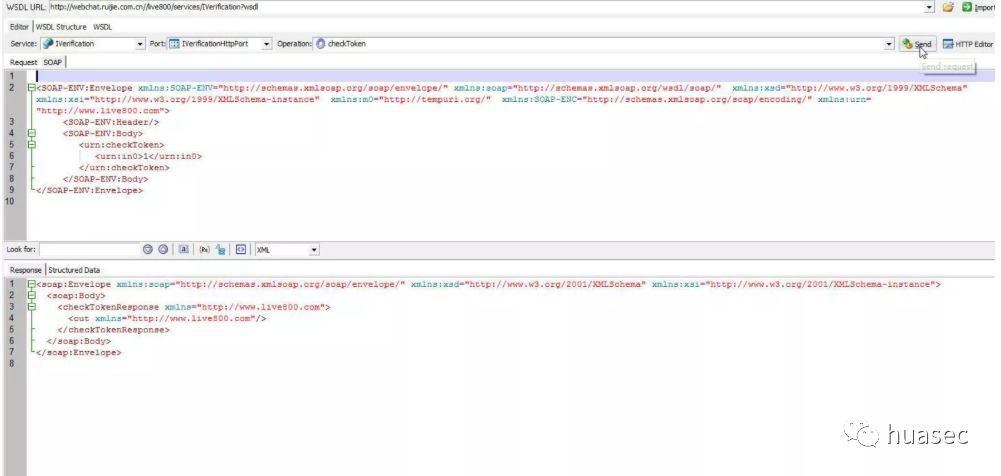 WSDL URL: http://webchat.ruijie.com.cn//live800/services/IVerification?wsdl Import
Editor WSDL Structure WSDL
Service: IVerification Port: IVerificationHttpPort Operation: checkToken Send HTTP Editor
Send request
Request SOAP
1
2 <SOAP-ENV:Envelope xmlns:SOAP-ENV="http://schemas.xmlsoap.org/soap/envelope/" xmlns:soap="http://schemas.xmlsoap.org/wsdl/soap/" xmlns:xsd="http://www.w3.org/1999/XMLSchema"
xmlns:xsi="http://www.w3.org/1999/XMLSchema-instance" xmlns:m0="http://tempuri.org/" xmlns:SOAP-ENC="http://schemas.xmlsoap.org/soap/encoding/" xmlns:urn=
"http://www.live800.com">
3 <SOAP-ENV:Header/>
4 <SOAP-ENV:Body>
5 <urn:checkToken>
6 <urn:in0>1</urn:in0>
7 </urn:checkToken>
8 </SOAP-ENV:Body>
9 </SOAP-ENV:Envelope>
10
Look for: a (Rx) XML
Response Structured Data
1 <soap:Envelope xmlns:soap="http://schemas.xmlsoap.org/soap/envelope/" xmlns:xsd="http://www.w3.org/2001/XMLSchema" xmlns:xsi="http://www.w3.org/2001/XMLSchema-instance">
2 <soap:Body>
3 <checkTokenResponse xmlns="http://www.live800.com">
4 <out xmlns="http://www.live800.com"/>
5 </checkTokenResponse>
6 </soap:Body>
7 </soap:Envelope>
8
huasec